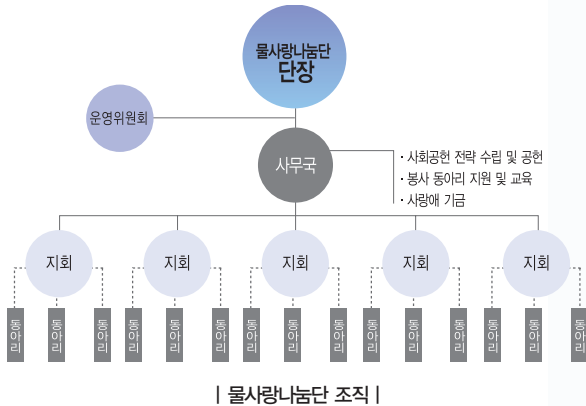 물사랑나눔단
단장
운영위원회
사무국
· 사회공헌 전략 수립 및 공헌
· 봉사 동아리 지원 및 교육
· 사랑애 기금
지회 지회 지회 지회 지회
동아리 동아리 동아리 동아리 동아리 동아리 동아리 동아리 동아리 동아리 동아리 동아리 동아리 동아리 동아리
| 물사랑나눔단 조직 |